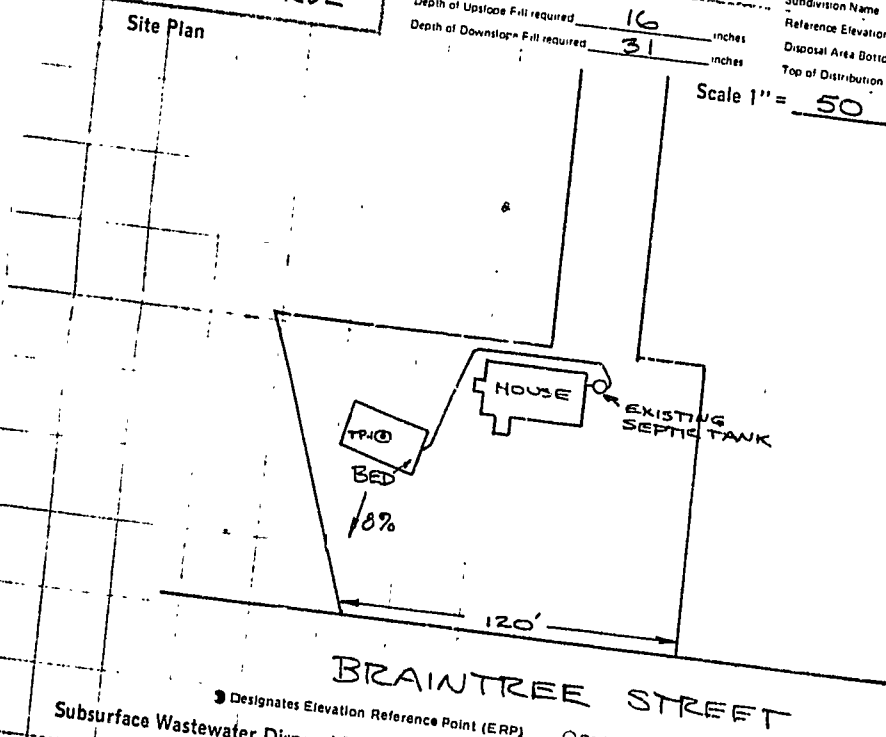 Site Plan
Depth of Upslope Fill required 16 inches
Depth of Downslope Fill required 31 inches
Subdivision Name
Reference Elevation
Disposal Area
Top of Distribution
Scale 1" = 50
HOUSE
EXISTING
SEPTIC TANK
TP-1
BED
8%
120'
BRAINTREE STREET
Designates Elevation Reference Point (ERP)
Subsurface Wastewater